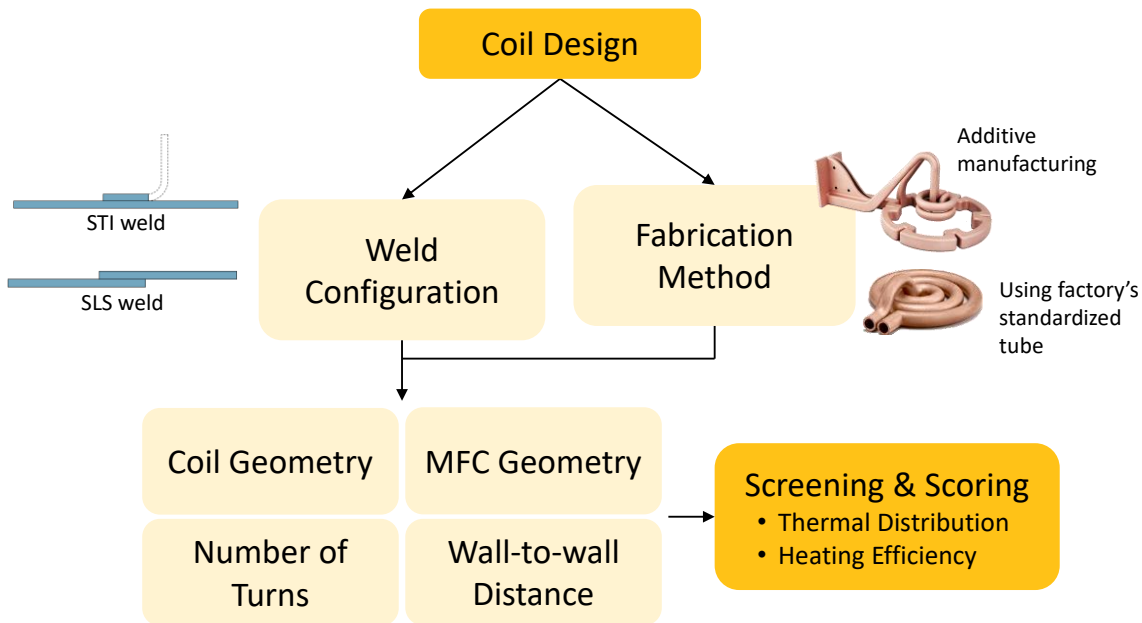 Coil Design
Additive
manufacturing
STI weld
Weld
Configuration
Fabrication
Method
SLS weld
Using factory’s
standardized
tube
Coil Geometry
MFC Geometry
Number of
Turns
Wall-to-wall
Distance
Screening & Scoring
• Thermal Distribution
• Heating Efficiency